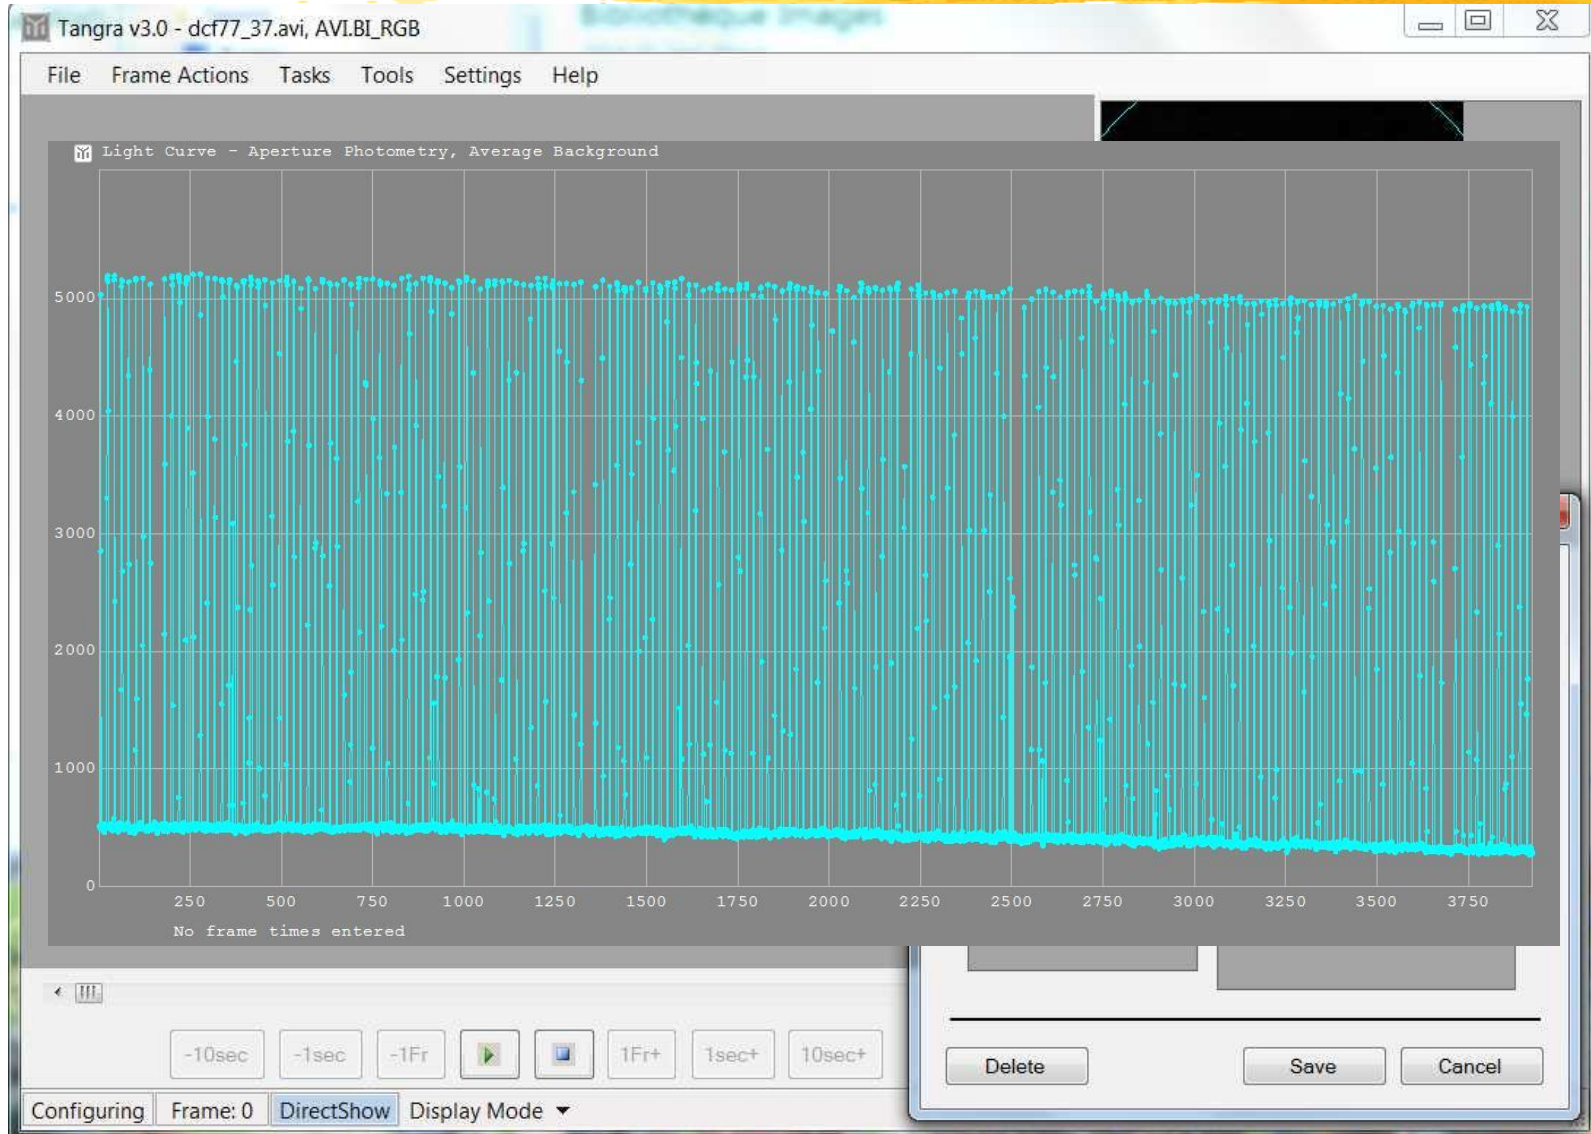 Bibliothèque Images
Tangra v3.0 - dcf77_37.avi, AVI.BI_RGB
File Frame Actions Tasks Tools Settings Help
Light Curve - Aperture Photometry, Average Background
5000
4000
3000
2000
1000
0
250 500 750 1000 1250 1500 1750 2000 2250 2500 2750 3000 3250 3500 3750
No frame times entered
-10sec -1sec -1Fr 1Fr+ 1sec+ 10sec+
Delete Save Cancel
Configuring Frame: 0 DirectShow Display Mode